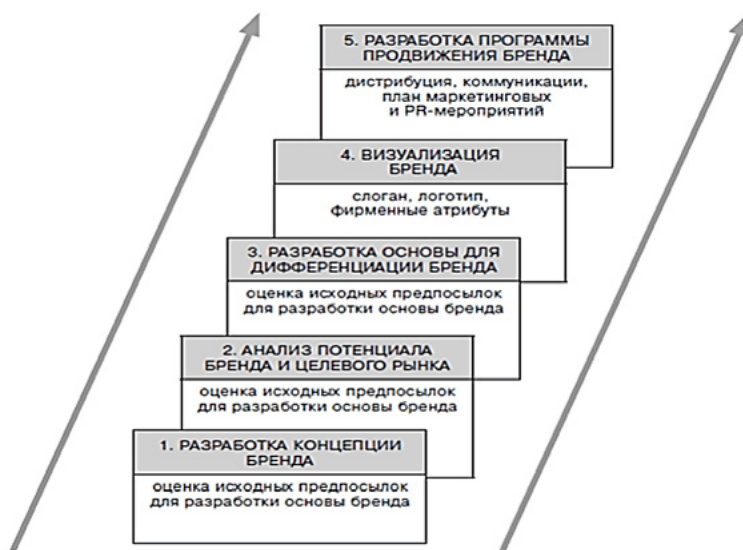 5. РАЗРАБОТКА ПРОГРАММЫ
ПРОДВИЖЕНИЯ БРЕНДА
дистрибуция, коммуникации,
план маркетинговых
и PR-мероприятий
4. ВИЗУАЛИЗАЦИЯ
БРЕНДА
слоган, логотип,
фирменные атрибуты
3. РАЗРАБОТКА ОСНОВЫ ДЛЯ
ДИФФЕРЕНЦИАЦИИ БРЕНДА
оценка исходных предпосылок
для разработки основы бренда
2. АНАЛИЗ ПОТЕНЦИАЛА
БРЕНДА И ЦЕЛЕВОГО РЫНКА
оценка исходных предпосылок
для разработки основы бренда
1. РАЗРАБОТКА КОНЦЕПЦИИ
БРЕНДА
оценка исходных предпосылок
для разработки основы бренда